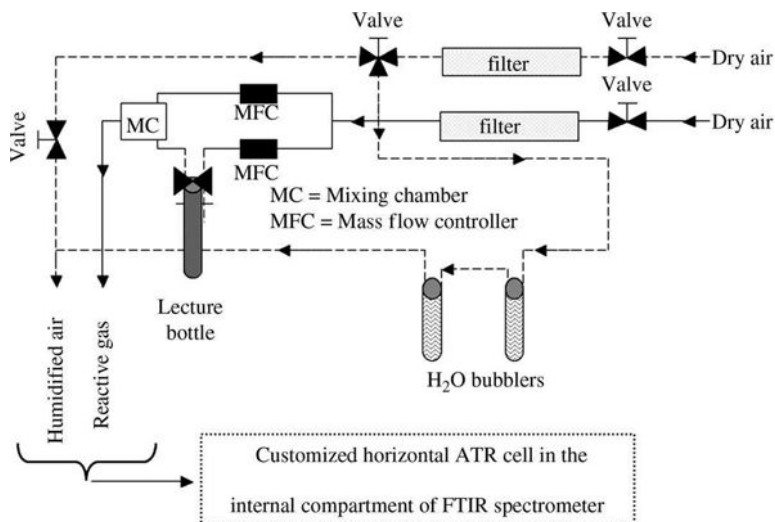 Valve
Valve
filter
Dry air
Valve
Valve
MC
MFC
filter
Dry air
MFC
MC = Mixing chamber
MFC = Mass flow controller
Lecture
bottle
H₂O bubblers
Humidified air
Reactive gas
Customized horizontal ATR cell in the
internal compartment of FTIR spectrometer